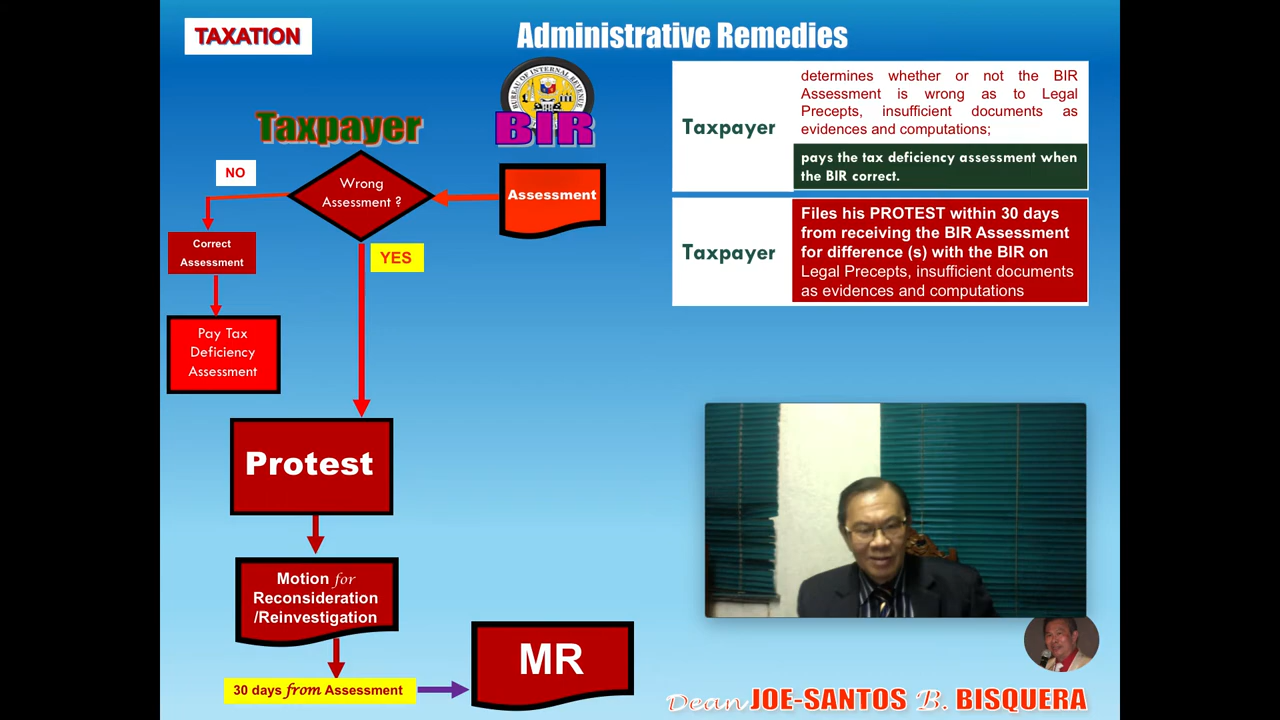 TAXATION
Administrative Remedies
BUREAU OF INTERNAL REVENUE
BIR
Taxpayer
NO
Wrong
Assessment ?
Assessment
Correct
Assessment
YES
Pay Tax
Deficiency
Assessment
Protest
Motion for
Reconsideration
/Reinvestigation
30 days from Assessment
MR
Taxpayer
determines whether or not the BIR
Assessment is wrong as to Legal
Precepts, insufficient documents as
evidences and computations;
pays the tax deficiency assessment when
the BIR correct.
Taxpayer
Files his PROTEST within 30 days
from receiving the BIR Assessment
for difference (s) with the BIR on
Legal Precepts, insufficient documents
as evidences and computations
Dean JOE-SANTOS B. BISQUERA